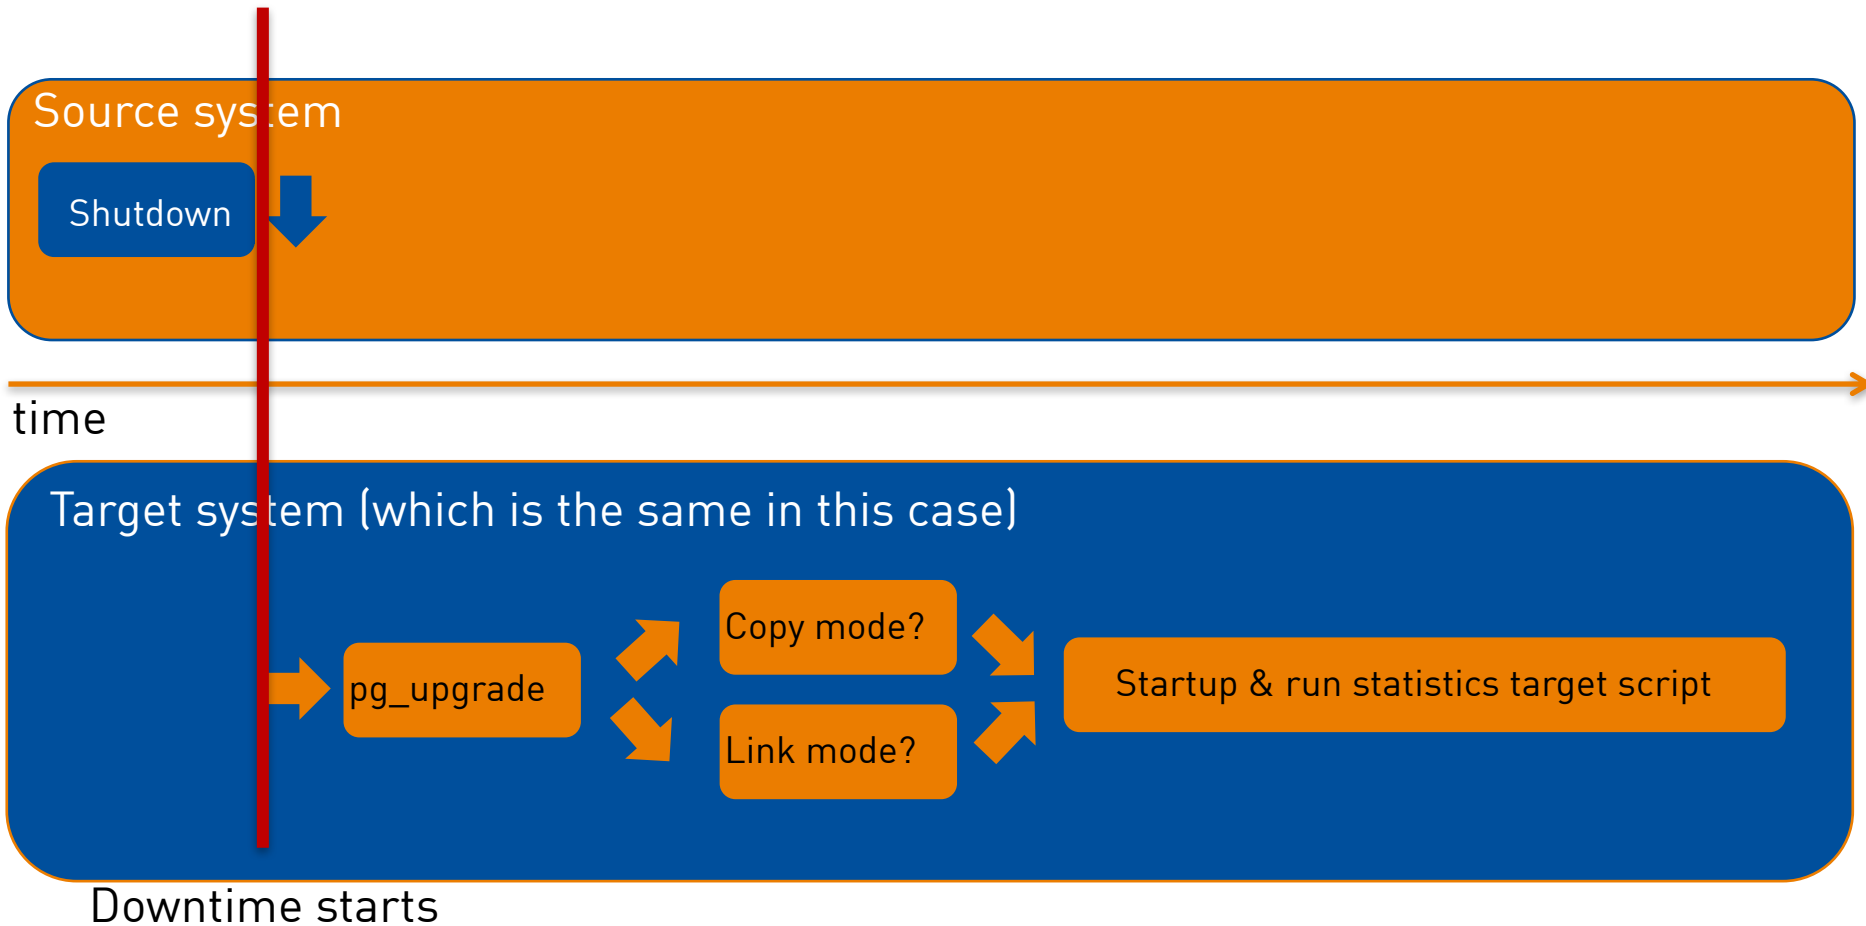 Source system
Shutdown
time
Target system (which is the same in this case)
Copy mode?
pg_upgrade
Startup & run statistics target script
Link mode?
Downtime starts